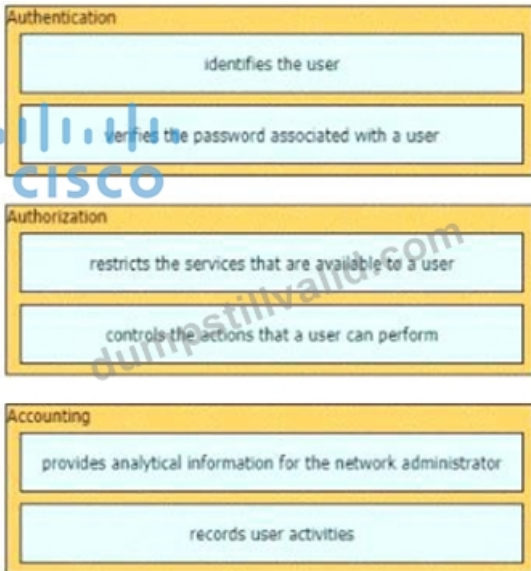 Authentication
identifies the user
verifies the password associated with a user
CISCO
Authorization
restricts the services that are available to a user
controls the actions that a user can perform
dumpstillvalid.com
Accounting
provides analytical information for the network administrator
records user activities